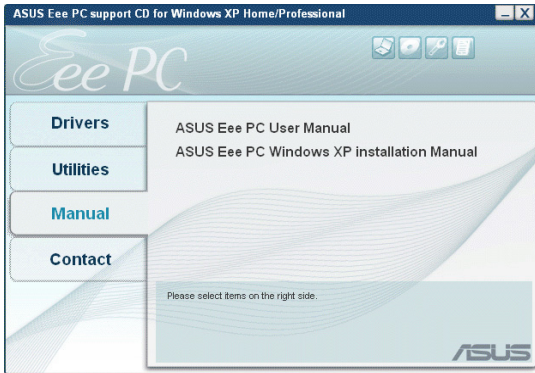 ASUS Eee PC support CD for Windows XP Home/Professional
Eee PC
Drivers
Utilities
Manual
Contact
ASUS Eee PC User Manual
ASUS Eee PC Windows XP installation Manual
Please select items on the right side.
ASUS